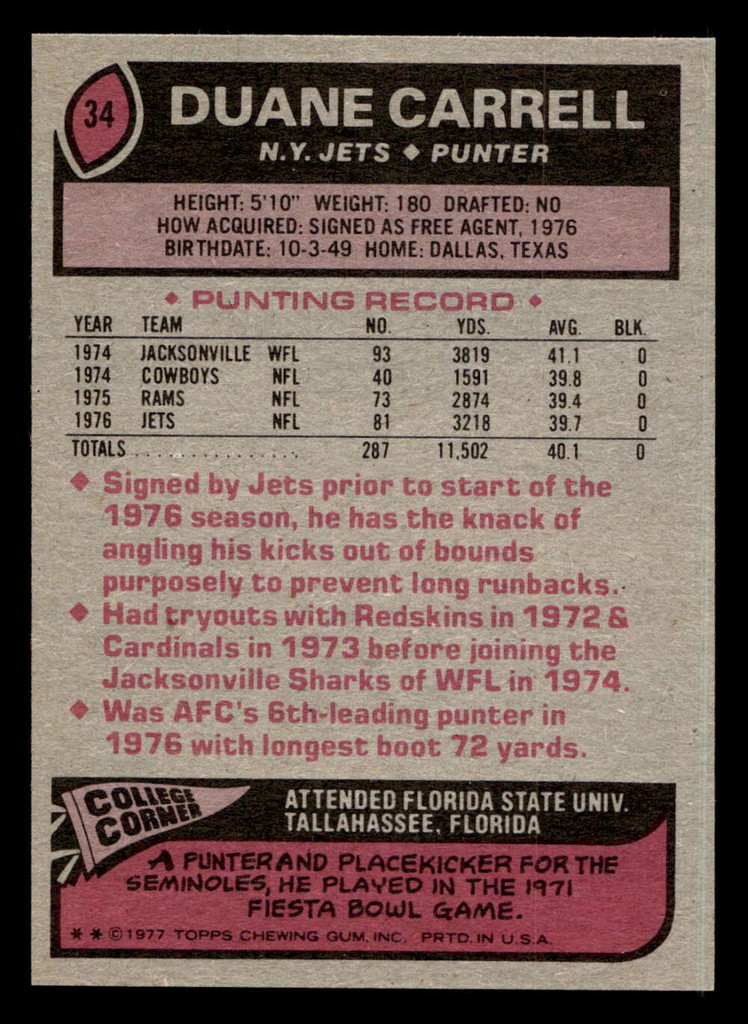 34
DUANE CARRELL
N.Y. JETS ◆ PUNTER
HEIGHT: 5'10" WEIGHT: 180 DRAFTED: NO
HOW ACQUIRED: SIGNED AS FREE AGENT, 1976
BIRTHDATE: 10-3-49 HOME: DALLAS, TEXAS
◆ PUNTING RECORD ◆
YEAR TEAM NO. YDS. AVG. BLK.
1974 JACKSONVILLE WFL 93 3819 41.1 0
1974 COWBOYS NFL 40 1591 39.8 0
1975 RAMS NFL 73 2874 39.4 0
1976 JETS NFL 81 3218 39.7 0
TOTALS . . . . . . . . . . . . . . . 287 11,502 40.1 0
◆ Signed by Jets prior to start of the
1976 season, he has the knack of
angling his kicks out of bounds
purposely to prevent long runbacks.
◆ Had tryouts with Redskins in 1972 &
Cardinals in 1973 before joining the
Jacksonville Sharks of WFL in 1974.
◆ Was AFC's 6th-leading punter in
1976 with longest boot 72 yards.
COLLEGE
CORNER
ATTENDED FLORIDA STATE UNIV.
TALLAHASSEE, FLORIDA
A PUNTER AND PLACEKICKER FOR THE
SEMINOLES, HE PLAYED IN THE 1971
FIESTA BOWL GAME.
* * © 1977 TOPPS CHEWING GUM, INC. PRTD. IN U.S.A.